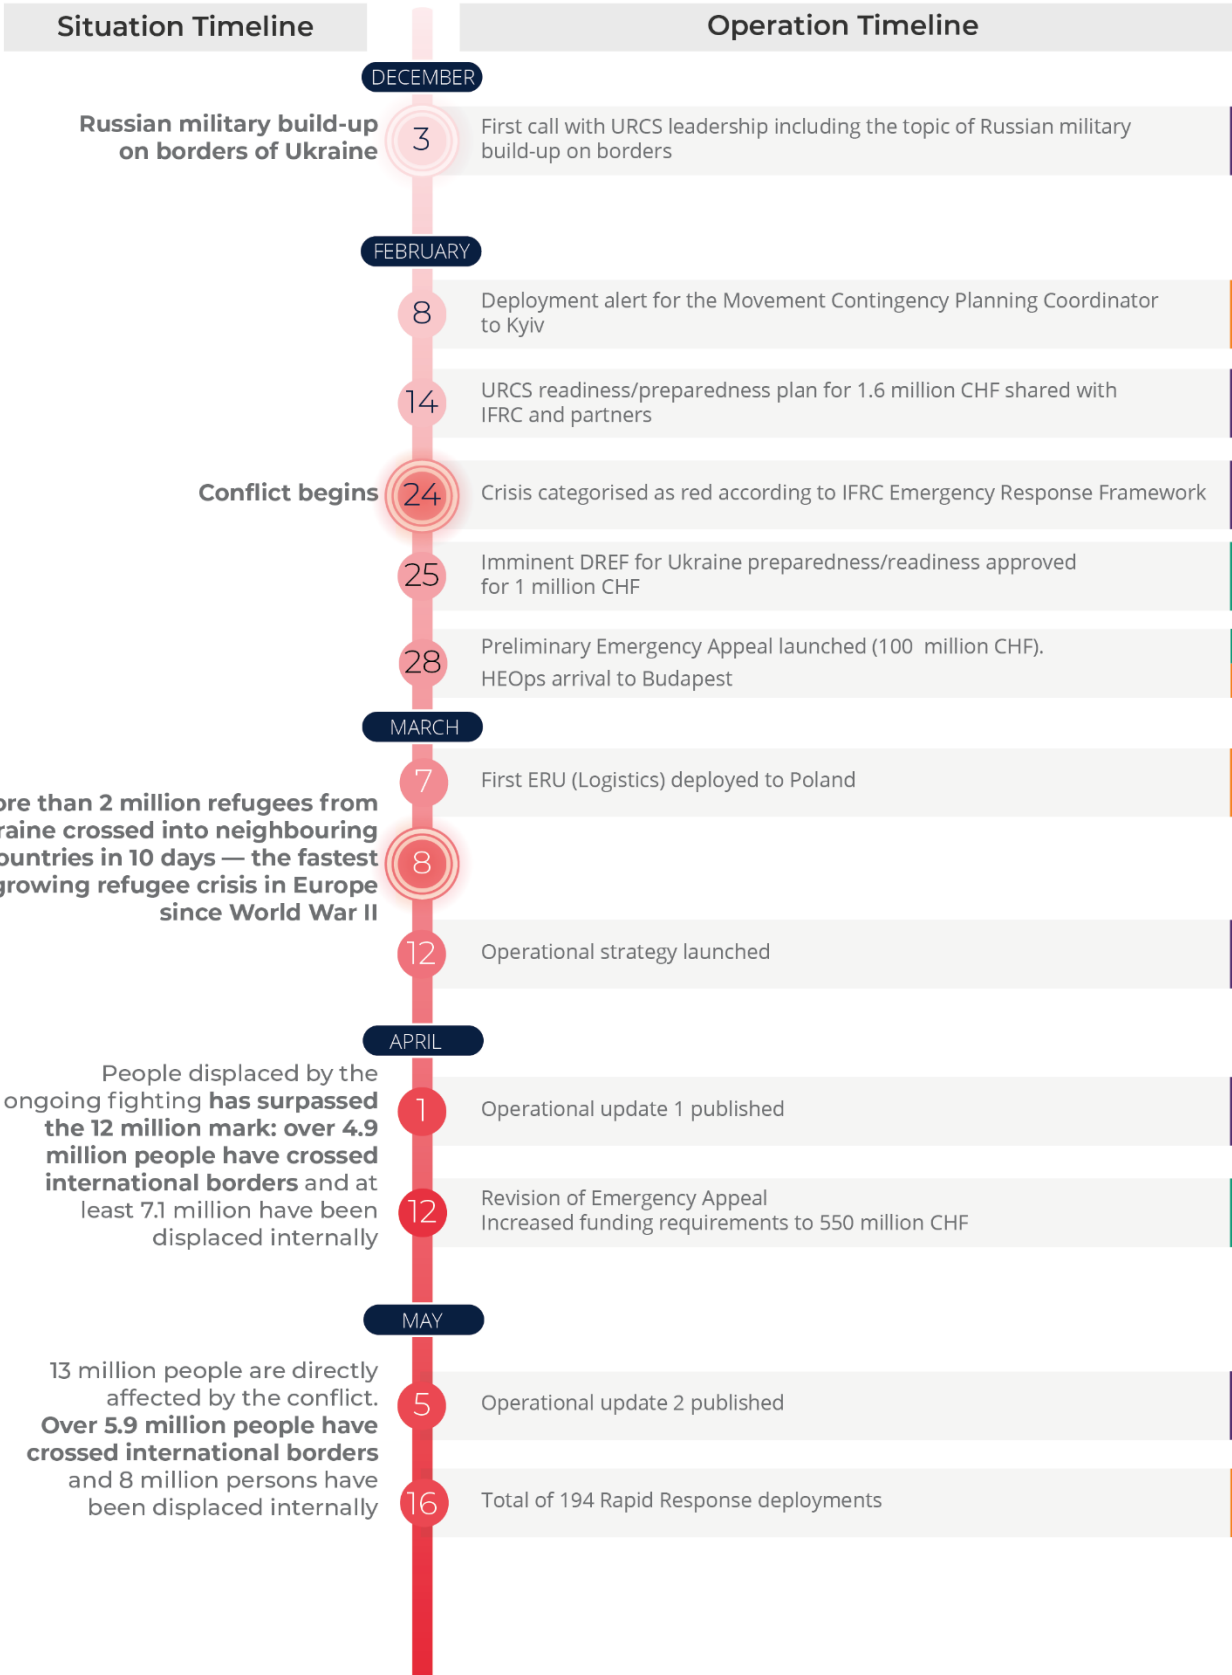 Situation Timeline
Operation Timeline
DECEMBER
Russian military build-up
on borders of Ukraine
3
First call with URCS leadership including the topic of Russian military
build-up on borders
FEBRUARY
8
Deployment alert for the Movement Contingency Planning Coordinator
to Kyiv
14
URCS readiness/preparedness plan for 1.6 million CHF shared with
IFRC and partners
Conflict begins
24
Crisis categorised as red according to IFRC Emergency Response Framework
25
Imminent DREF for Ukraine preparedness/readiness approved
for 1 million CHF
28
Preliminary Emergency Appeal launched (100 million CHF).
HEOps arrival to Budapest
MARCH
7
First ERU (Logistics) deployed to Poland
ore than 2 million refugees from
raine crossed into neighbouring
ountries in 10 days — the fastest
growing refugee crisis in Europe
since World War II
8
12
Operational strategy launched
APRIL
People displaced by the
ongoing fighting has surpassed
the 12 million mark: over 4.9
million people have crossed
international borders and at
least 7.1 million have been
displaced internally
1
Operational update 1 published
12
Revision of Emergency Appeal
Increased funding requirements to 550 million CHF
MAY
13 million people are directly
affected by the conflict.
Over 5.9 million people have
crossed international borders
and 8 million persons have
been displaced internally
5
Operational update 2 published
16
Total of 194 Rapid Response deployments